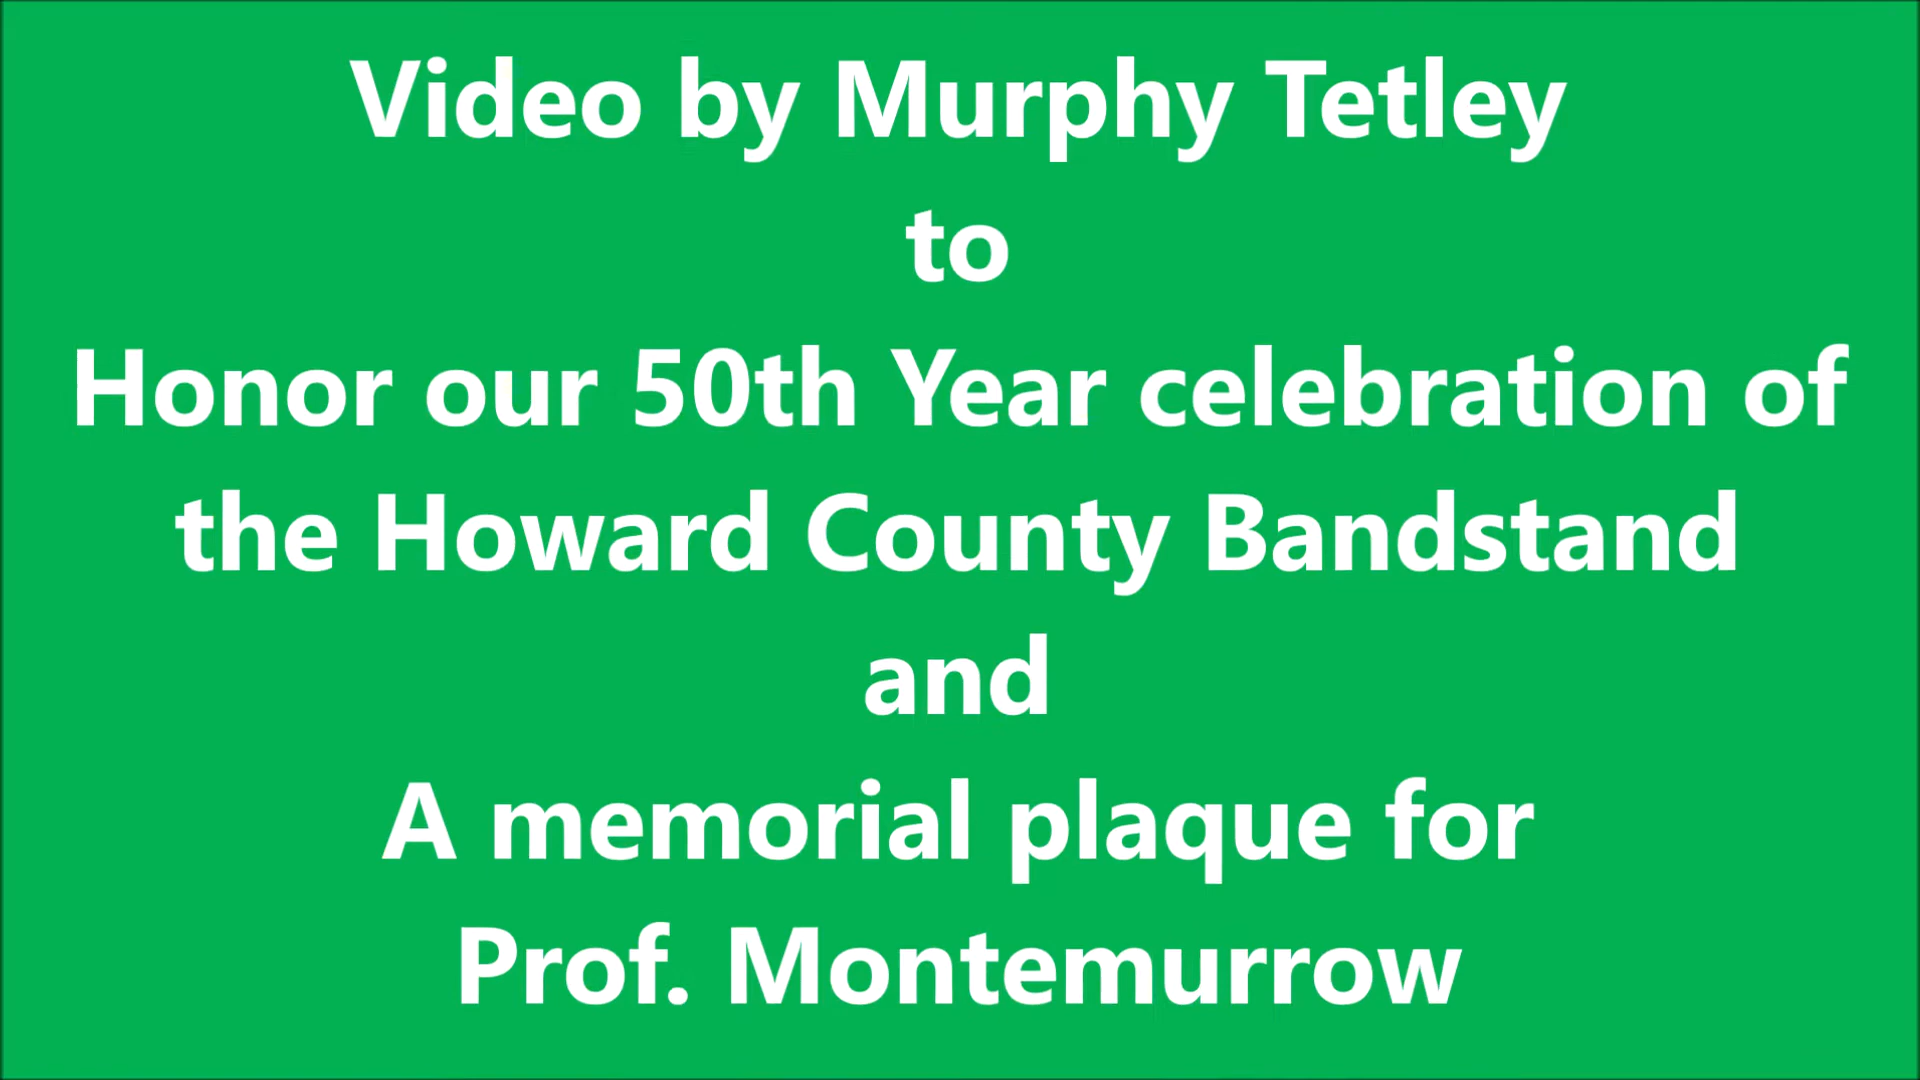 Video by Murphy Tetley
to
Honor our 50th Year celebration of
the Howard County Bandstand
and
A memorial plaque for
Prof. Montemurrow